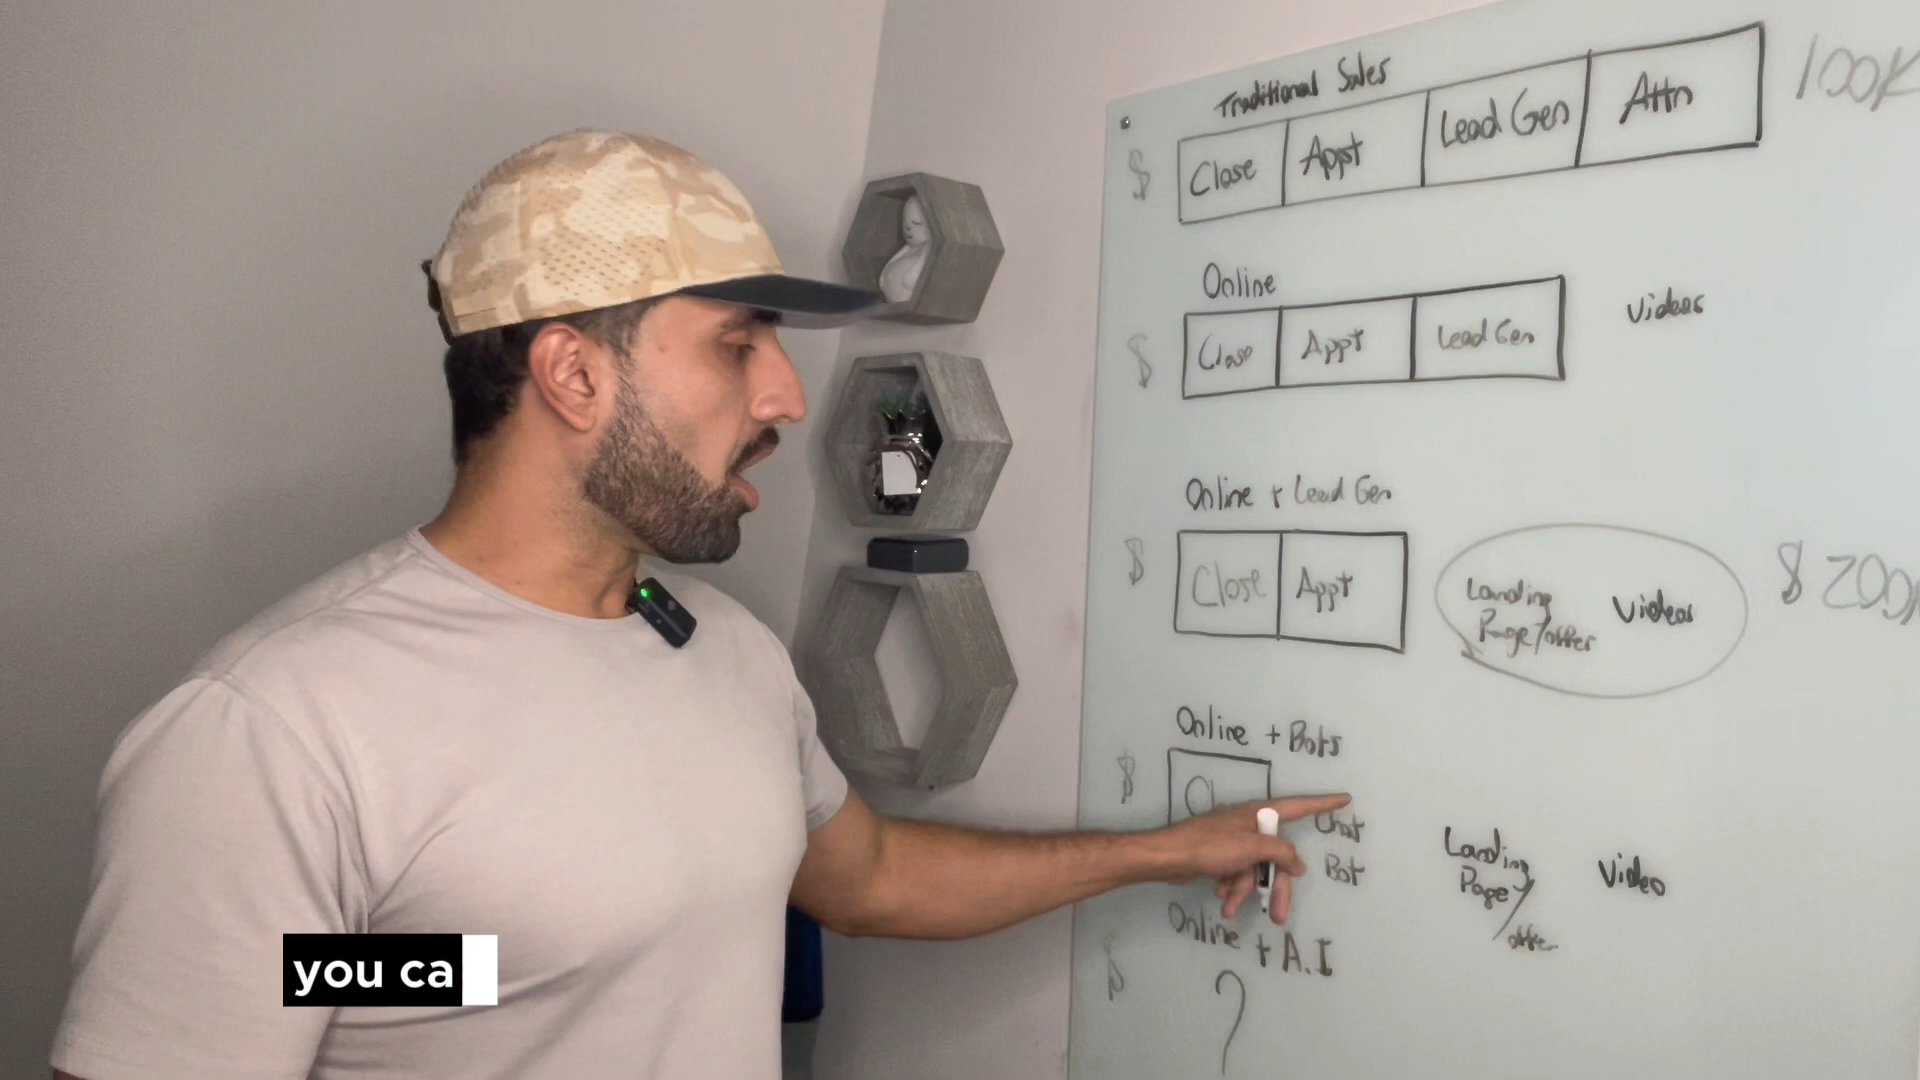 Traditional Sales
$ Close Appt Lead Gen Attn 100K
Online
$ Close Appt Lead Gen Videos
Online + Lead Gen
$ Close Appt Landing Page/offer Videos $ 200
Online + Bots
$ Chat Bot Landing Page/offer Video
Online + A.I
$ ?
you ca